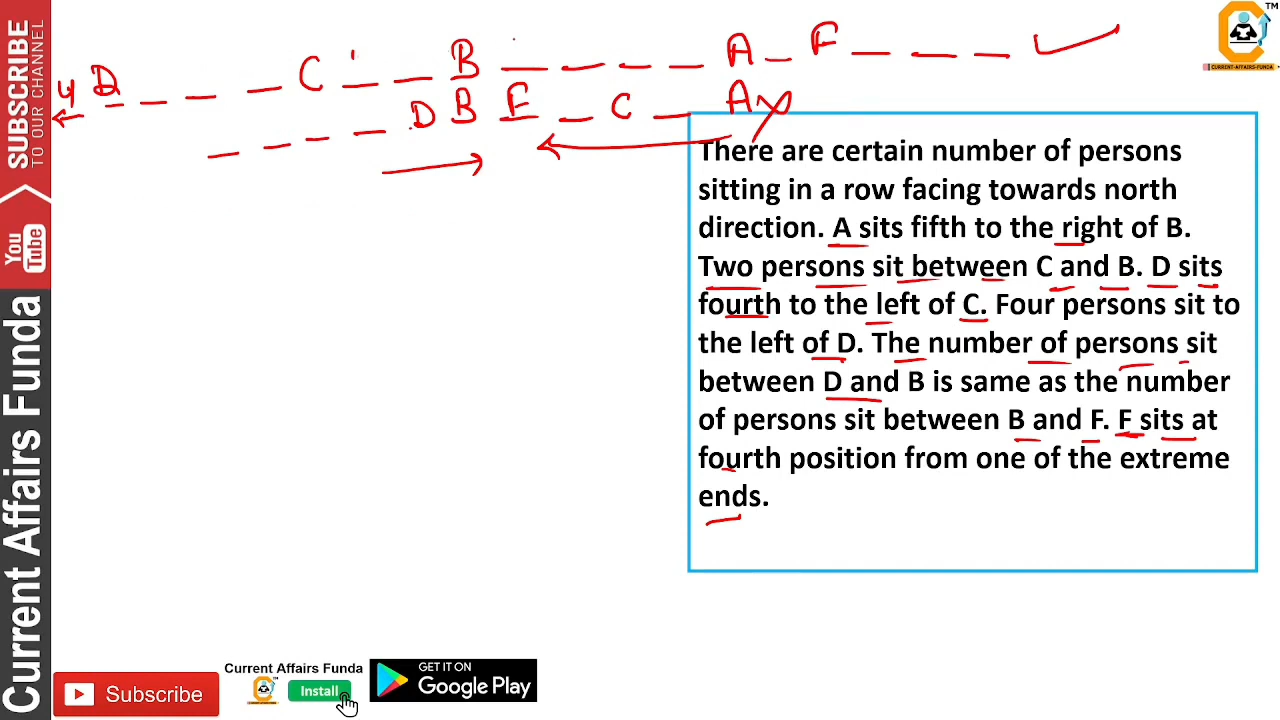 C B A F
4 D
D B E C A X
TM
CURRENT-AFFAIRS-FUNDA
SUBSCRIBE
TO OUR CHANNEL
You
Tube
Current Affairs Funda
There are certain number of persons
sitting in a row facing towards north
direction. A sits fifth to the right of B.
Two persons sit between C and B. D sits
fourth to the left of C. Four persons sit to
the left of D. The number of persons sit
between D and B is same as the number
of persons sit between B and F. F sits at
fourth position from one of the extreme
ends.
Subscribe
Current Affairs Funda
Install
GET IT ON
Google Play